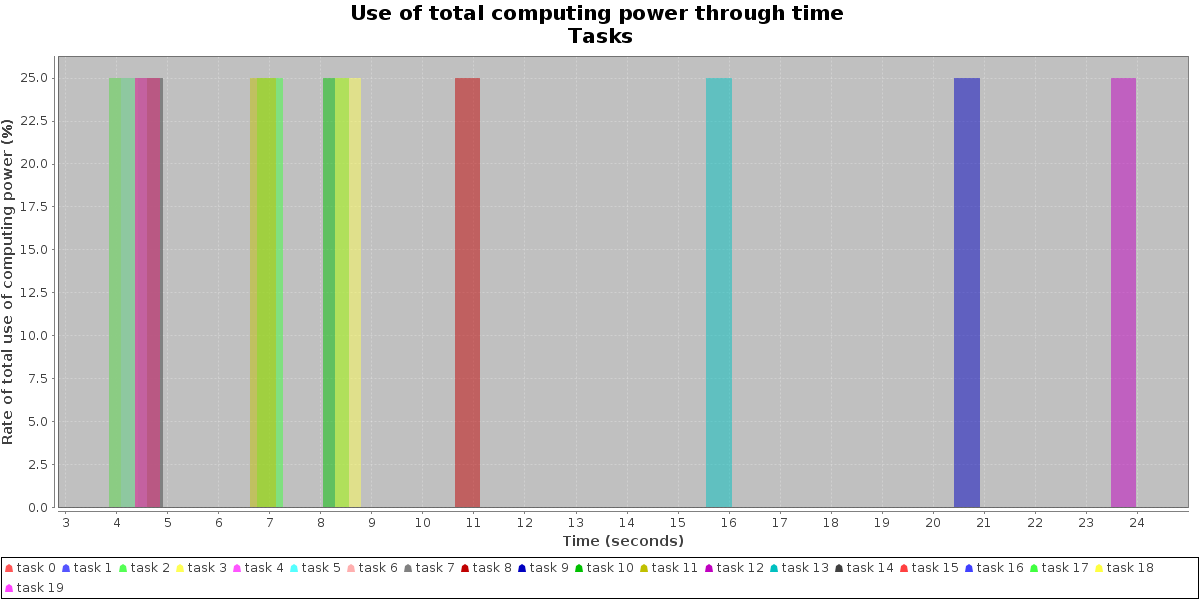 Use of total computing power through time
Tasks
Rate of total use of computing power (%)
25.0
22.5
20.0
17.5
15.0
12.5
10.0
7.5
5.0
2.5
0.0
3 4 5 6 7 8 9 10 11 12 13 14 15 16 17 18 19 20 21 22 23 24
Time (seconds)
task 0 task 1 task 2 task 3 task 4 task 5 task 6 task 7 task 8 task 9 task 10 task 11 task 12 task 13 task 14 task 15 task 16 task 17 task 18
task 19